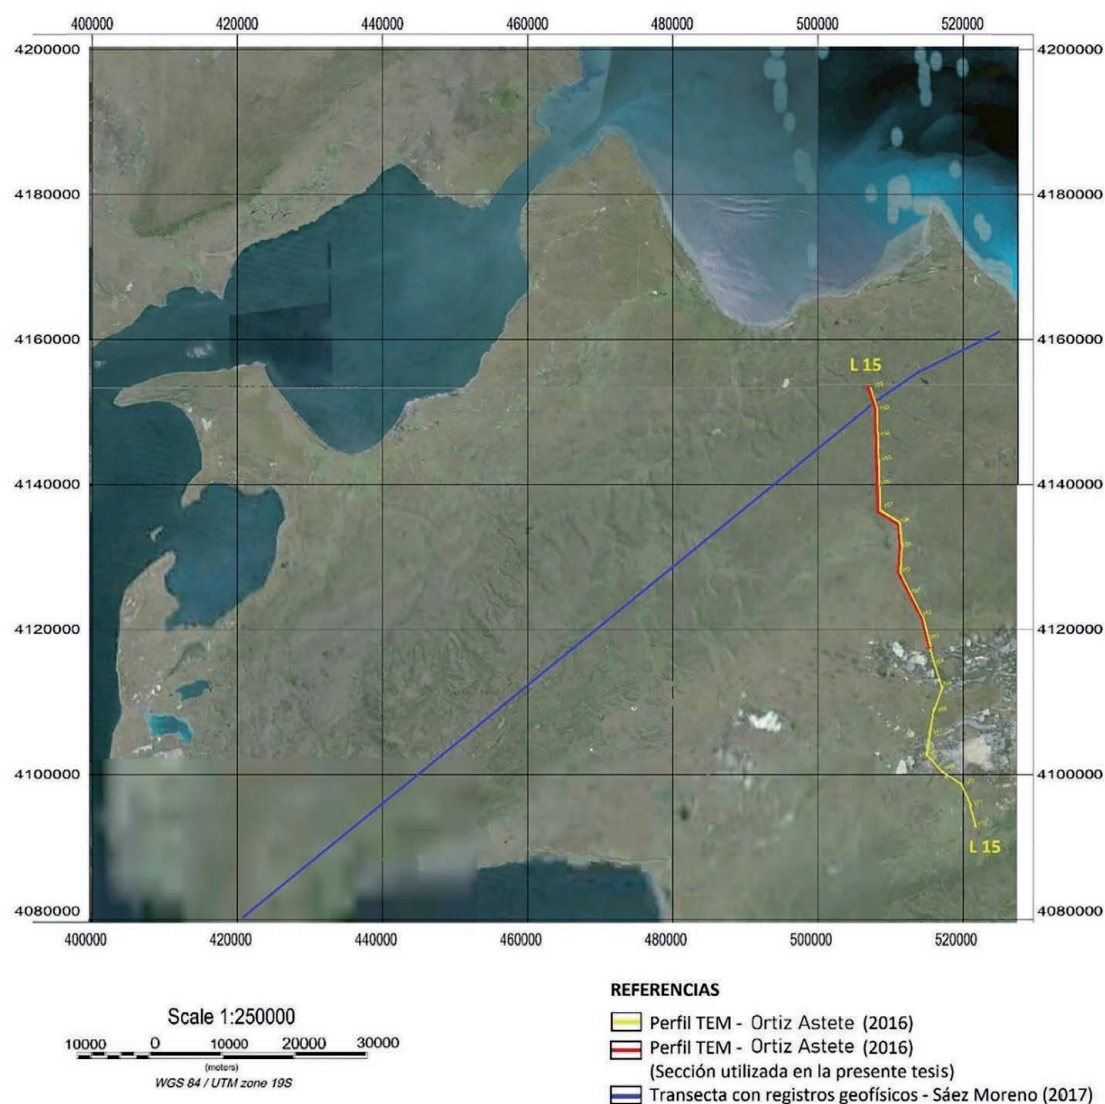 400000 420000 440000 460000 480000 500000 520000
4200000 4200000
4180000 4180000
4160000 4160000
L 15
4140000 4140000
4120000 4120000
4100000 4100000
L 15
4080000 4080000
400000 420000 440000 460000 480000 500000 520000
REFERENCIAS
Scale 1:250000
Perfil TEM - Ortiz Astete (2016)
10000 0 10000 20000 30000
Perfil TEM - Ortiz Astete (2016)
(meters)
(Sección utilizada en la presente tesis)
WGS 84 / UTM zone 19S
Transecta con registros geofísicos - Sáez Moreno (2017)